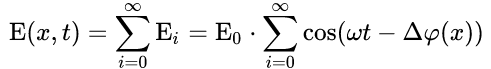 E(x, t) = ∑_{i=0}^{∞} E_i = E_0 · ∑_{i=0}^{∞} cos(ωt − Δφ(x))